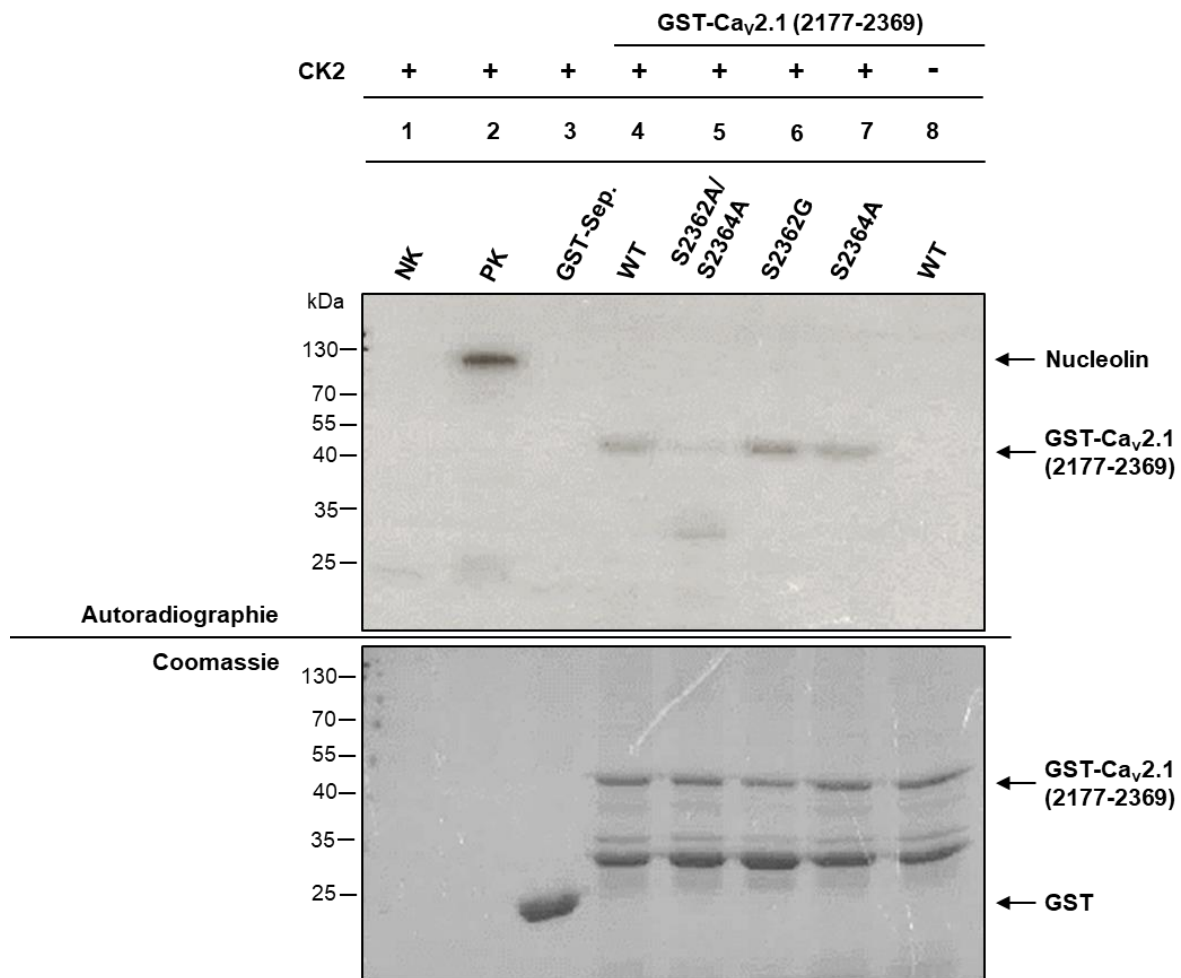 GST-CaV2.1 (2177-2369)
CK2 + + + + + + + -
1 2 3 4 5 6 7 8
NK PK GST-Sep. WT S2362A/ S2364A S2362G S2364A WT
kDa
130
Nucleolin
70
55
GST-CaV2.1
40
(2177-2369)
35
25
Autoradiographie
Coomassie
130
70
55
GST-CaV2.1
40
(2177-2369)
35
25
GST